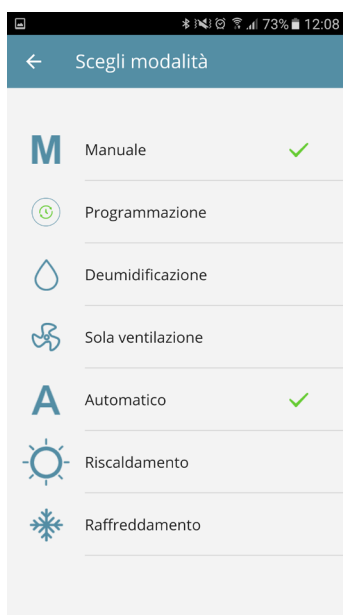 73% 12:08
Scegli modalità
M Manuale
Programmazione
Deumidificazione
Sola ventilazione
A Automatico
Riscaldamento
Raffreddamento